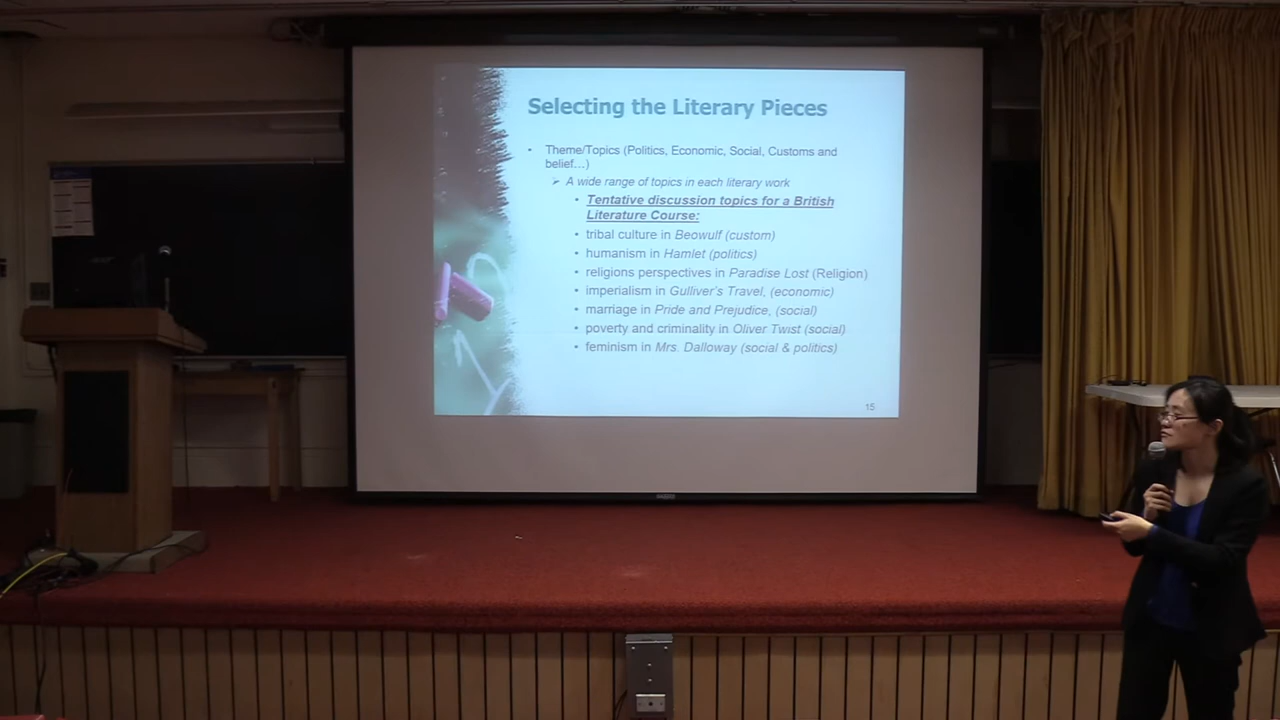 Selecting the Literary Pieces
• Theme/Topics (Politics, Economic, Social, Customs and
belief…)
➢ A wide range of topics in each literary work
• Tentative discussion topics for a British
Literature Course:
• tribal culture in Beowulf (custom)
• humanism in Hamlet (politics)
• religions perspectives in Paradise Lost (Religion)
• imperialism in Gulliver's Travel, (economic)
• marriage in Pride and Prejudice, (social)
• poverty and criminality in Oliver Twist (social)
• feminism in Mrs. Dalloway (social & politics)
15